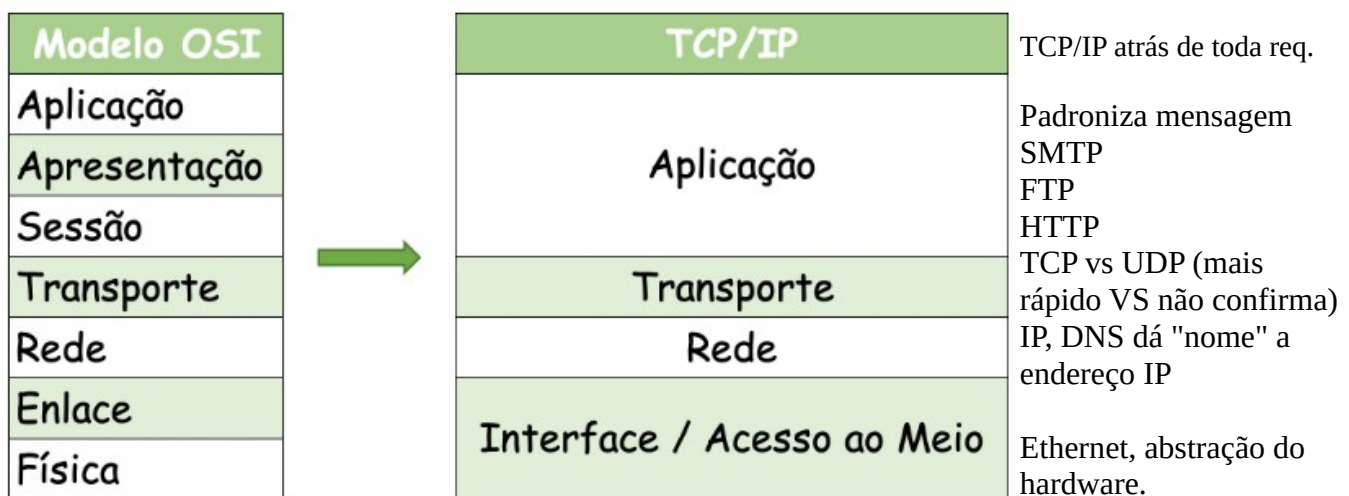 Modelo OSI
Aplicação
Apresentação
Sessão
Transporte
Rede
Enlace
Física
TCP/IP
Aplicação
Transporte
Rede
Interface / Acesso ao Meio
TCP/IP atrás de toda req.
Padroniza mensagem
SMTP
FTP
HTTP
TCP vs UDP (mais
rápido VS não confirma)
IP, DNS dá "nome" a
endereço IP
Ethernet, abstração do
hardware.